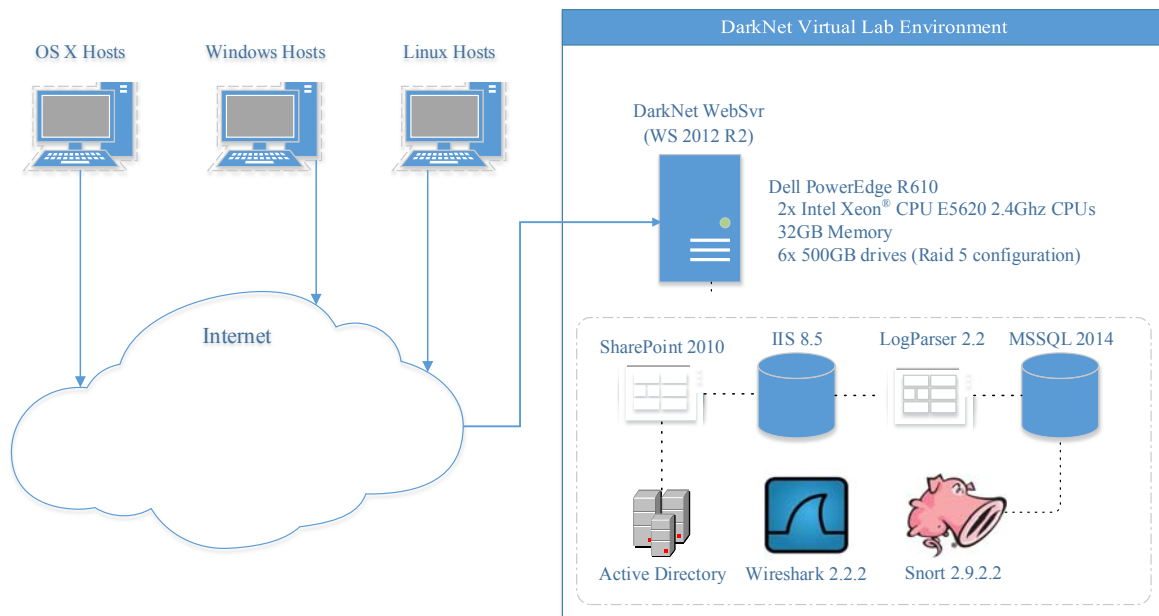 DarkNet Virtual Lab Environment
OS X Hosts
Windows Hosts
Linux Hosts
DarkNet WebSvr
(WS 2012 R2)
Dell PowerEdge R610
2x Intel Xeon® CPU E5620 2.4Ghz CPUs
32GB Memory
6x 500GB drives (Raid 5 configuration)
Internet
SharePoint 2010
IIS 8.5
LogParser 2.2
MSSQL 2014
Active Directory
Wireshark 2.2.2
Snort 2.9.2.2